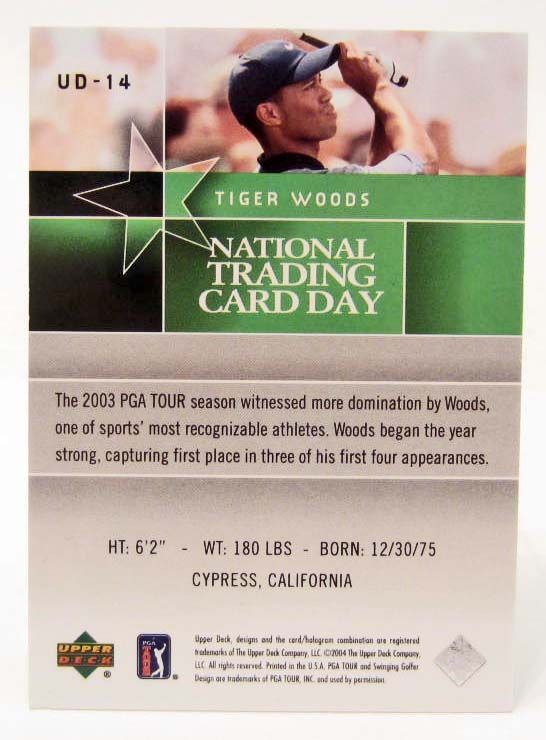 UD-14
TIGER WOODS
NATIONAL
TRADING
CARD DAY
The 2003 PGA TOUR season witnessed more domination by Woods,
one of sports' most recognizable athletes. Woods began the year
strong, capturing first place in three of his first four appearances.
HT: 6'2" - WT: 180 LBS - BORN: 12/30/75
CYPRESS, CALIFORNIA
UPPER
DECK
®
PGA
TOUR
®
Upper Deck, designs and the card/hologram combination are registered
trademarks of The Upper Deck Company, LLC. ©2004 The Upper Deck Company,
LLC. All rights reserved. Printed in the U.S.A. PGA TOUR and Swinging Golfer
Design are trademarks of PGA TOUR, INC. and used by permission.